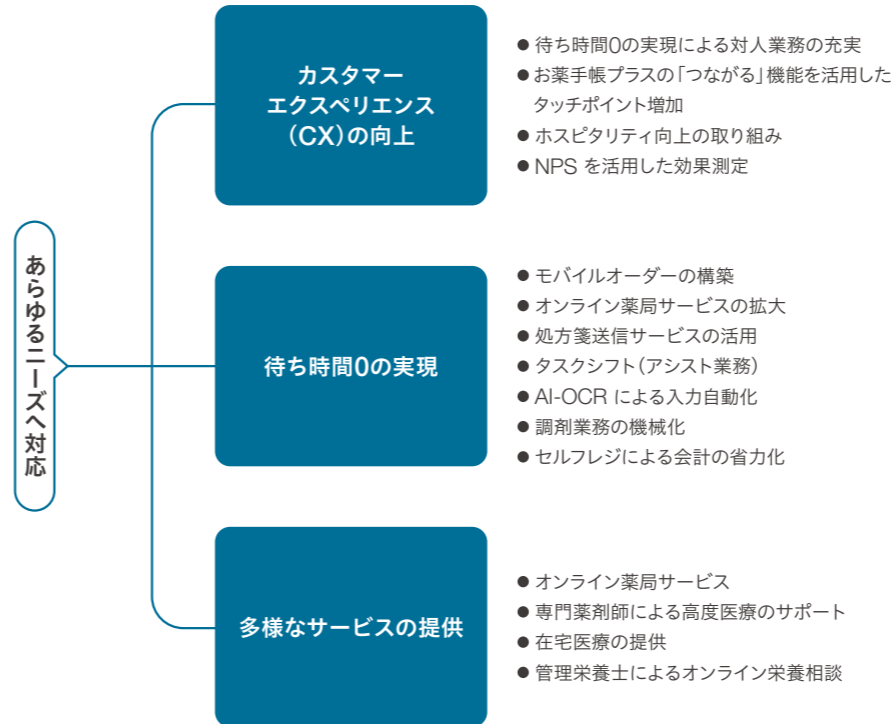 あらゆるニーズへ対応
カスタマー
エクスペリエンス
（CX）の向上
● 待ち時間0の実現による対人業務の充実
● お薬手帳プラスの「つながる」機能を活用した
タッチポイント増加
● ホスピタリティ向上の取り組み
● NPS を活用した効果測定
待ち時間0の実現
● モバイルオーダーの構築
● オンライン薬局サービスの拡大
● 処方箋送信サービスの活用
● タスクシフト（アシスト業務）
● AI-OCR による入力自動化
● 調剤業務の機械化
● セルフレジによる会計の省力化
多様なサービスの提供
● オンライン薬局サービス
● 専門薬剤師による高度医療のサポート
● 在宅医療の提供
● 管理栄養士によるオンライン栄養相談